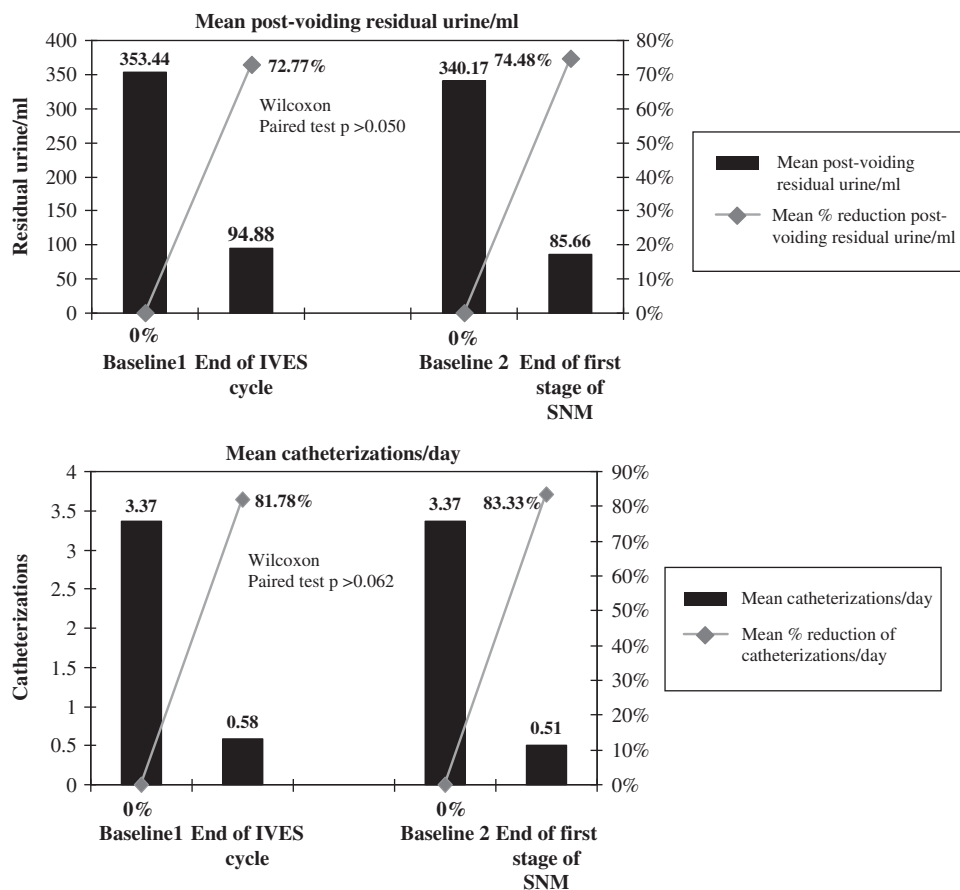 Mean post-voiding residual urine/ml
400
350
300
250
200
150
100
50
0
Residual urine/ml
80%
70%
60%
50%
40%
30%
20%
10%
0%
353.44
72.77%
94.88
340.17
74.48%
85.66
Wilcoxon
Paired test p >0.050
0%
0%
Baseline1
End of IVES
cycle
Baseline 2
End of first
stage of
SNM
Mean post-voiding
residual urine/ml
Mean % reduction post-
voiding residual urine/ml
Mean catheterizations/day
4
3.5
3
2.5
2
1.5
1
0.5
0
Catheterizations
90%
80%
70%
60%
50%
40%
30%
20%
10%
0%
3.37
81.78%
0.58
3.37
83.33%
0.51
Wilcoxon
Paired test p >0.062
0%
0%
Baseline1
End of IVES
cycle
Baseline 2
End of first
stage of
SNM
Mean catheterizations/day
Mean % reduction of
catheterizations/day